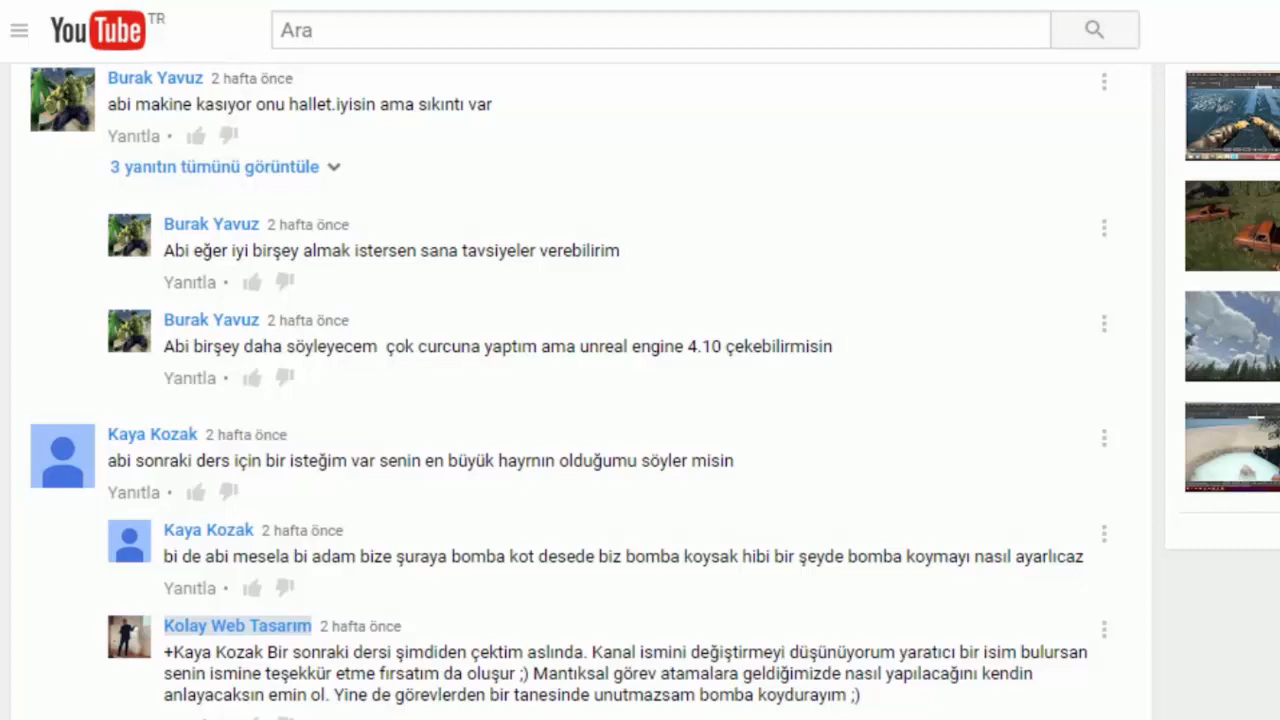 YouTube TR
Ara
Burak Yavuz 2 hafta önce
abi makine kasıyor onu hallet.iyisin ama sıkıntı var
Yanıtla •
3 yanıtın tümünü görüntüle
Burak Yavuz 2 hafta önce
Abi eğer iyi birşey almak istersen sana tavsiyeler verebilirim
Yanıtla •
Burak Yavuz 2 hafta önce
Abi birşey daha söyleyecem çok curcuna yaptım ama unreal engine 4.10 çekebilirmisin
Yanıtla •
Kaya Kozak 2 hafta önce
abi sonraki ders için bir isteğim var senin en büyük hayrnın olduğumu söyler misin
Yanıtla •
Kaya Kozak 2 hafta önce
bi de abi mesela bi adam bize şuraya bomba kot desede biz bomba koysak hibi bir şeyde bomba koymayı nasıl ayarlıcaz
Yanıtla •
Kolay Web Tasarım 2 hafta önce
+Kaya Kozak Bir sonraki dersi şimdiden çektim aslında. Kanal ismini değiştirmeyi düşünüyorum yaratıcı bir isim bulursan
senin ismine teşekkür etme fırsatım da oluşur ;) Mantıksal görev atamalara geldiğimizde nasıl yapılacağını kendin
anlayacaksın emin ol. Yine de görevlerden bir tanesinde unutmazsam bomba koydurayım ;)